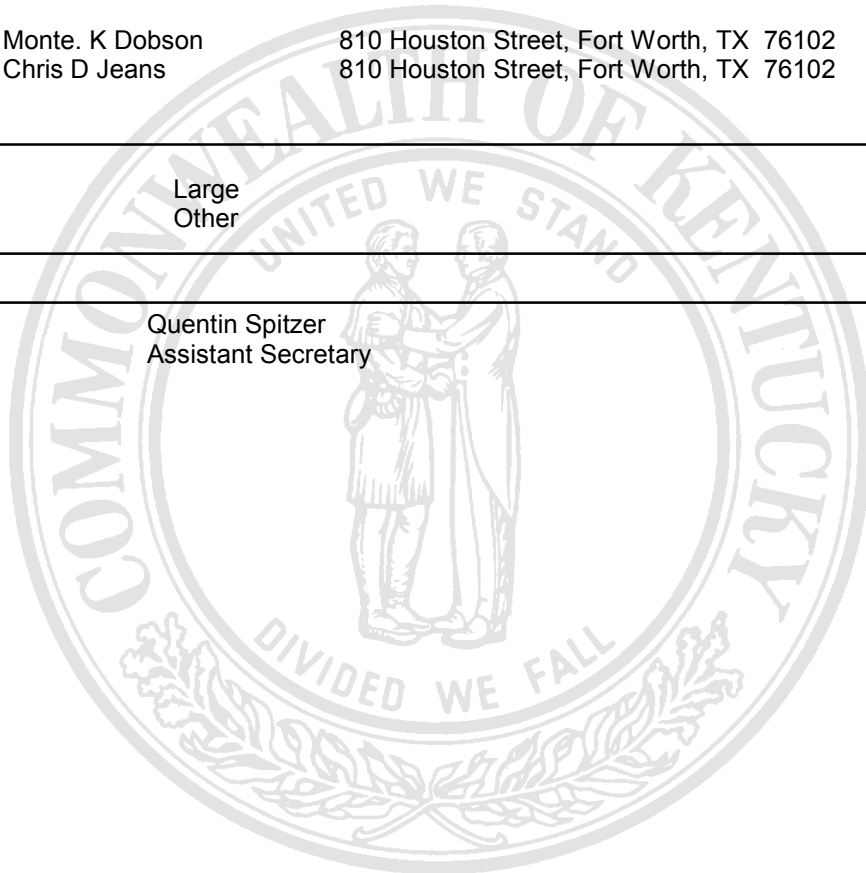 Monte. K Dobson 810 Houston Street, Fort Worth, TX 76102
Chris D Jeans 810 Houston Street, Fort Worth, TX 76102
COMMONWEALTH OF KENTUCKY
Large
UNITED WE STAND
Other
Quentin Spitzer
Assistant Secretary
DIVIDED WE FALL